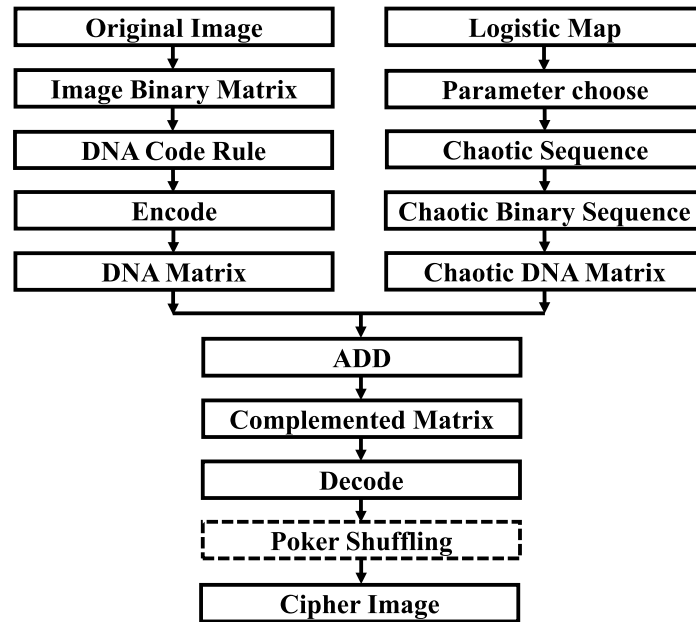 Original Image
Image Binary Matrix
DNA Code Rule
Encode
DNA Matrix
Logistic Map
Parameter choose
Chaotic Sequence
Chaotic Binary Sequence
Chaotic DNA Matrix
ADD
Complemented Matrix
Decode
Poker Shuffling
Cipher Image